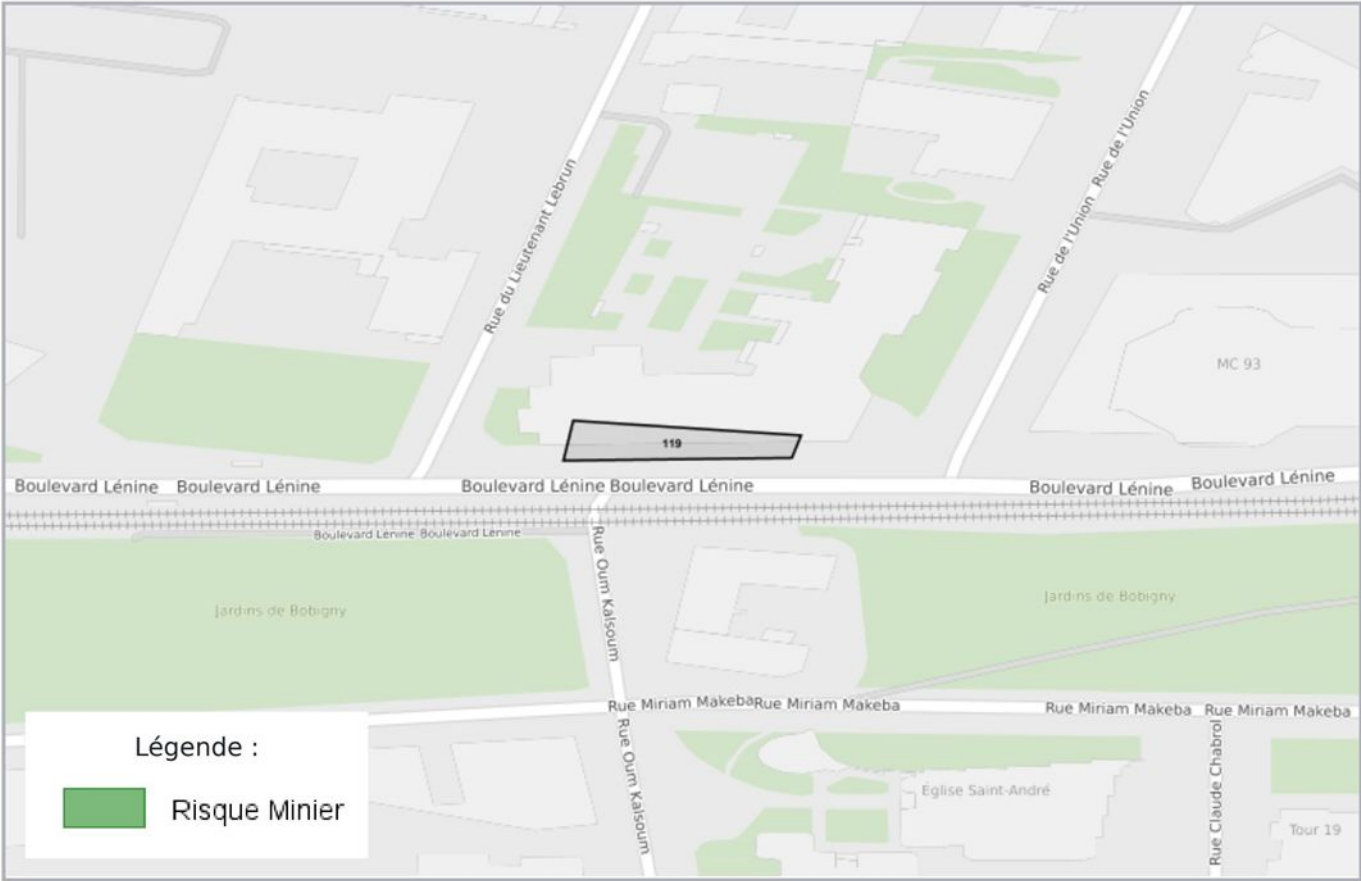 Rue de l'Union
Rue du Lieutenant Lebrun
Rue de l'Union
MC 93
119
Boulevard Lénine
Boulevard Lénine
Boulevard Lénine
Boulevard Lénine
Boulevard Lénine
Boulevard Lénine
Boulevard Lénine
Boulevard Lénine
Rue Oum Kalsoum
Jardins de Bobigny
Jardins de Bobigny
Rue Miriam Makeba
Rue Miriam Makeba
Rue Miriam Makeba
Rue Miriam Makeba
Rue Oum Kalsoum
Rue Claude Chabrol
Église Saint-André
Tour 19
Légende :
Risque Minier